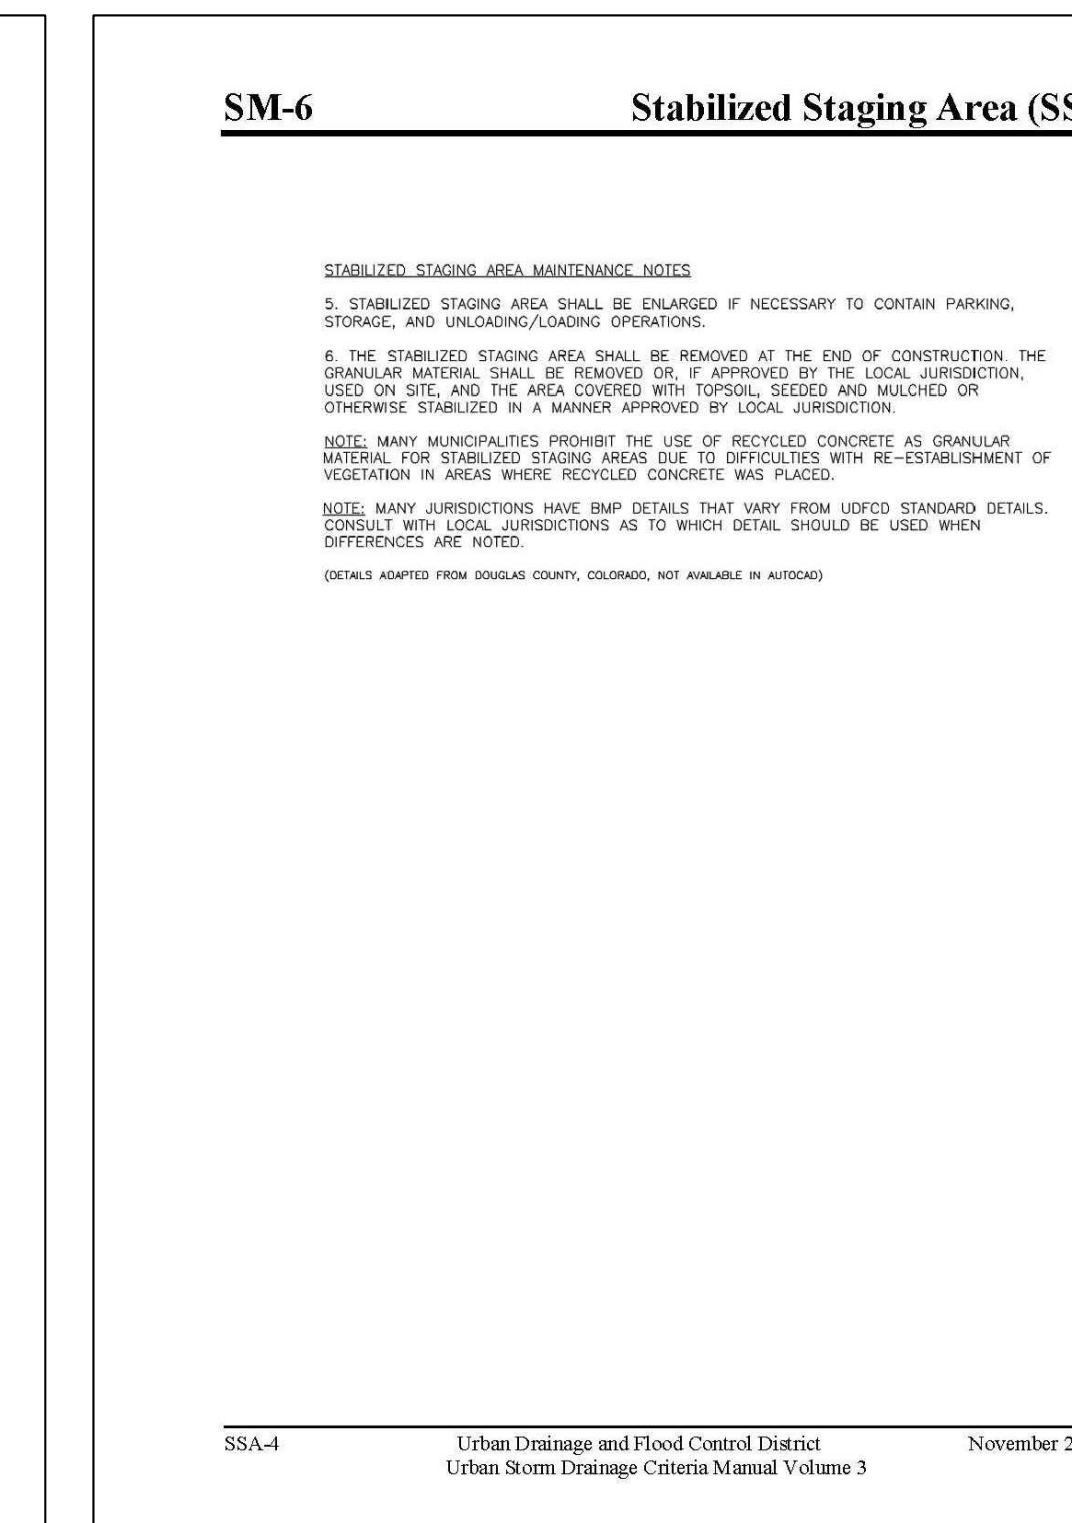 SM-6 Stabilized Staging Area (SS
STABILIZED STAGING AREA MAINTENANCE NOTES
5. STABILIZED STAGING AREA SHALL BE ENLARGED IF NECESSARY TO CONTAIN PARKING,
STORAGE, AND UNLOADING/LOADING OPERATIONS.
6. THE STABILIZED STAGING AREA SHALL BE REMOVED AT THE END OF CONSTRUCTION. THE
GRANULAR MATERIAL SHALL BE REMOVED OR, IF APPROVED BY THE LOCAL JURISDICTION,
USED ON SITE, AND THE AREA COVERED WITH TOPSOIL, SEEDED AND MULCHED OR
OTHERWISE STABILIZED IN A MANNER APPROVED BY LOCAL JURISDICTION.
NOTE: MANY MUNICIPALITIES PROHIBIT THE USE OF RECYCLED CONCRETE AS GRANULAR
MATERIAL FOR STABILIZED STAGING AREAS DUE TO DIFFICULTIES WITH RE-ESTABLISHMENT OF
VEGETATION IN AREAS WHERE RECYCLED CONCRETE WAS PLACED.
NOTE: MANY JURISDICTIONS HAVE BMP DETAILS THAT VARY FROM UDFCD STANDARD DETAILS.
CONSULT WITH LOCAL JURISDICTIONS AS TO WHICH DETAIL SHOULD BE USED WHEN
DIFFERENCES ARE NOTED.
(DETAILS ADAPTED FROM DOUGLAS COUNTY, COLORADO, NOT AVAILABLE IN AUTOCAD)
SSA-4 Urban Drainage and Flood Control District November 2
Urban Storm Drainage Criteria Manual Volume 3